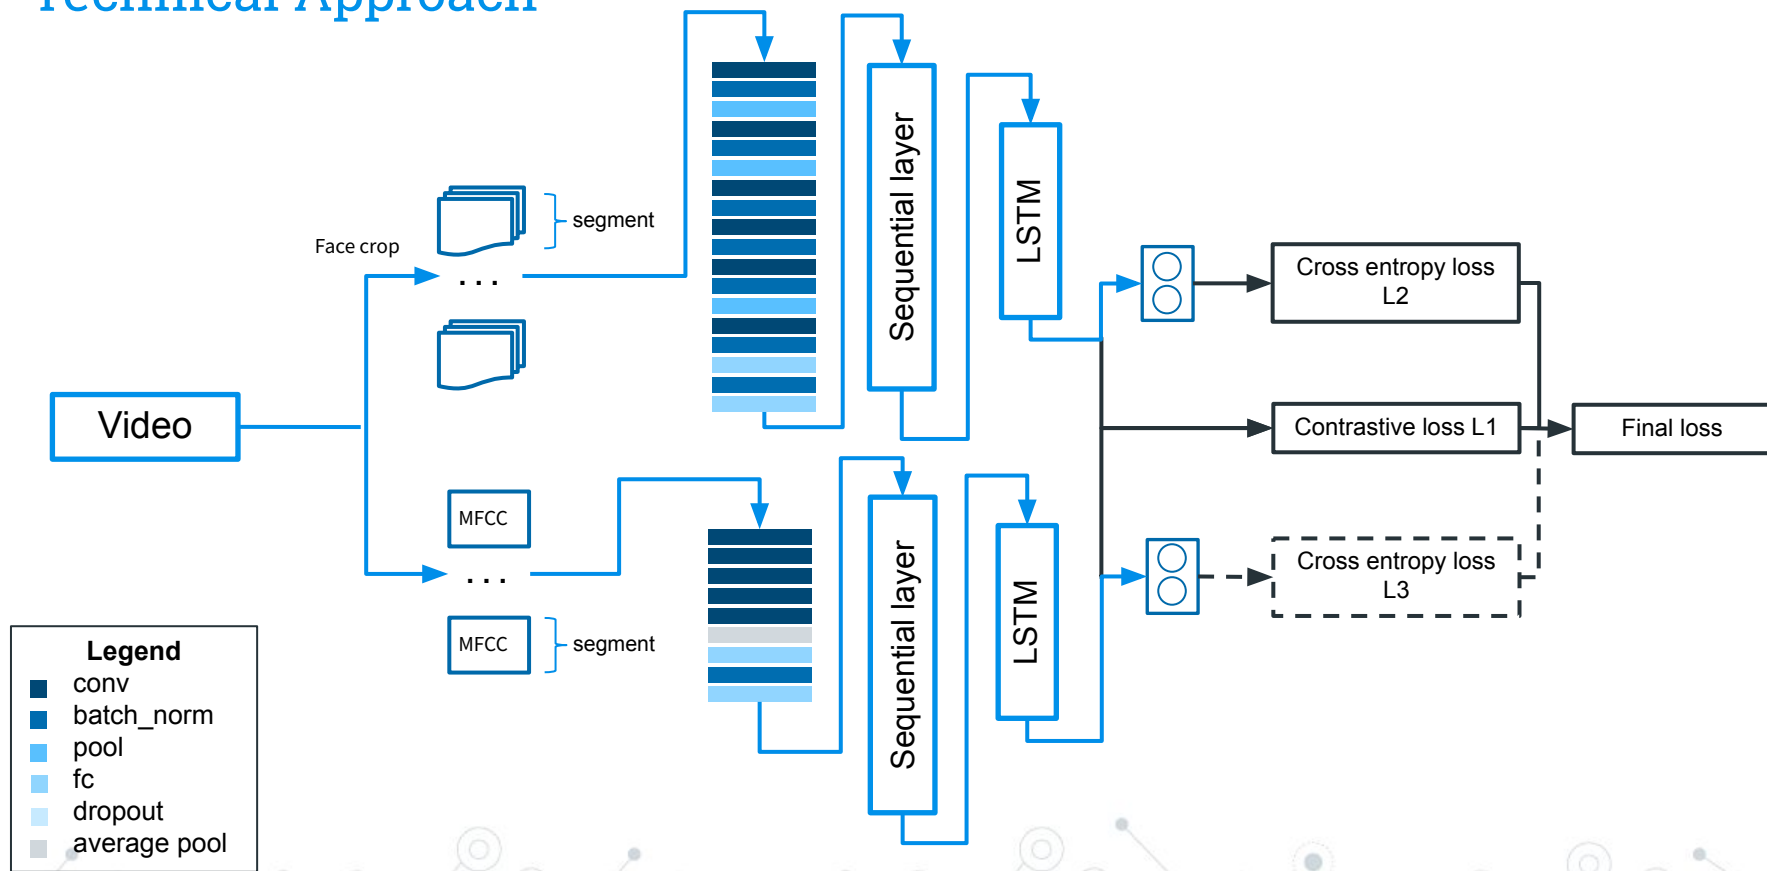 Technical Approach
Face crop
segment
. . .
Video
MFCC
. . .
MFCC
segment
Sequential layer
LSTM
Sequential layer
LSTM
Cross entropy loss
L2
Contrastive loss L1
Final loss
Cross entropy loss
L3
Legend
conv
batch_norm
pool
fc
dropout
average pool